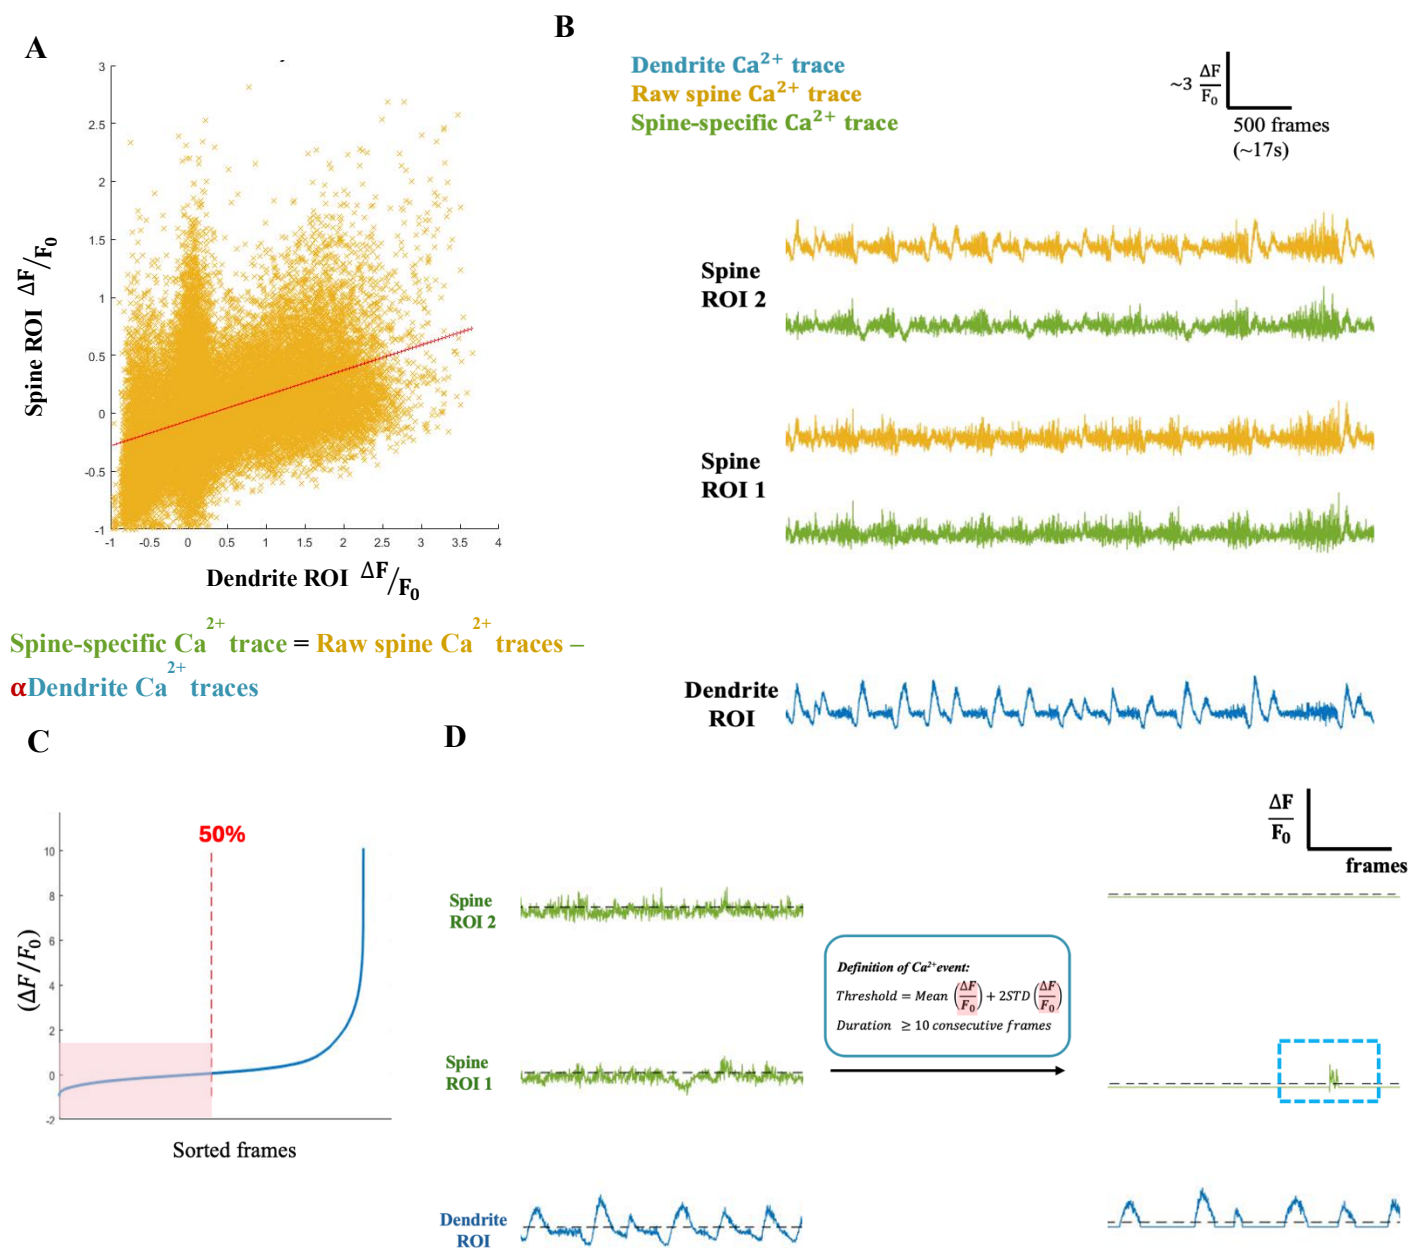 A
B
Dendrite Ca²⁺ trace
Raw spine Ca²⁺ trace
Spine-specific Ca²⁺ trace
~3 ΔF/F₀
500 frames
(~17s)
3
2.5
2
1.5
1
0.5
0
-0.5
-1
Spine ROI ΔF/F₀
-1 -0.5 0 0.5 1 1.5 2 2.5 3 3.5 4
Dendrite ROI ΔF/F₀
Spine
ROI 2
Spine
ROI 1
Dendrite
ROI
Spine-specific Ca²⁺ trace = Raw spine Ca²⁺ traces –
αDendrite Ca²⁺ traces
C
50%
10
8
6
4
2
0
-2
(ΔF/F₀)
Sorted frames
D
ΔF/F₀
frames
Spine
ROI 2
Spine
ROI 1
Dendrite
ROI
Definition of Ca²⁺event:
Threshold = Mean (ΔF/F₀) + 2STD (ΔF/F₀)
Duration ≥ 10 consecutive frames